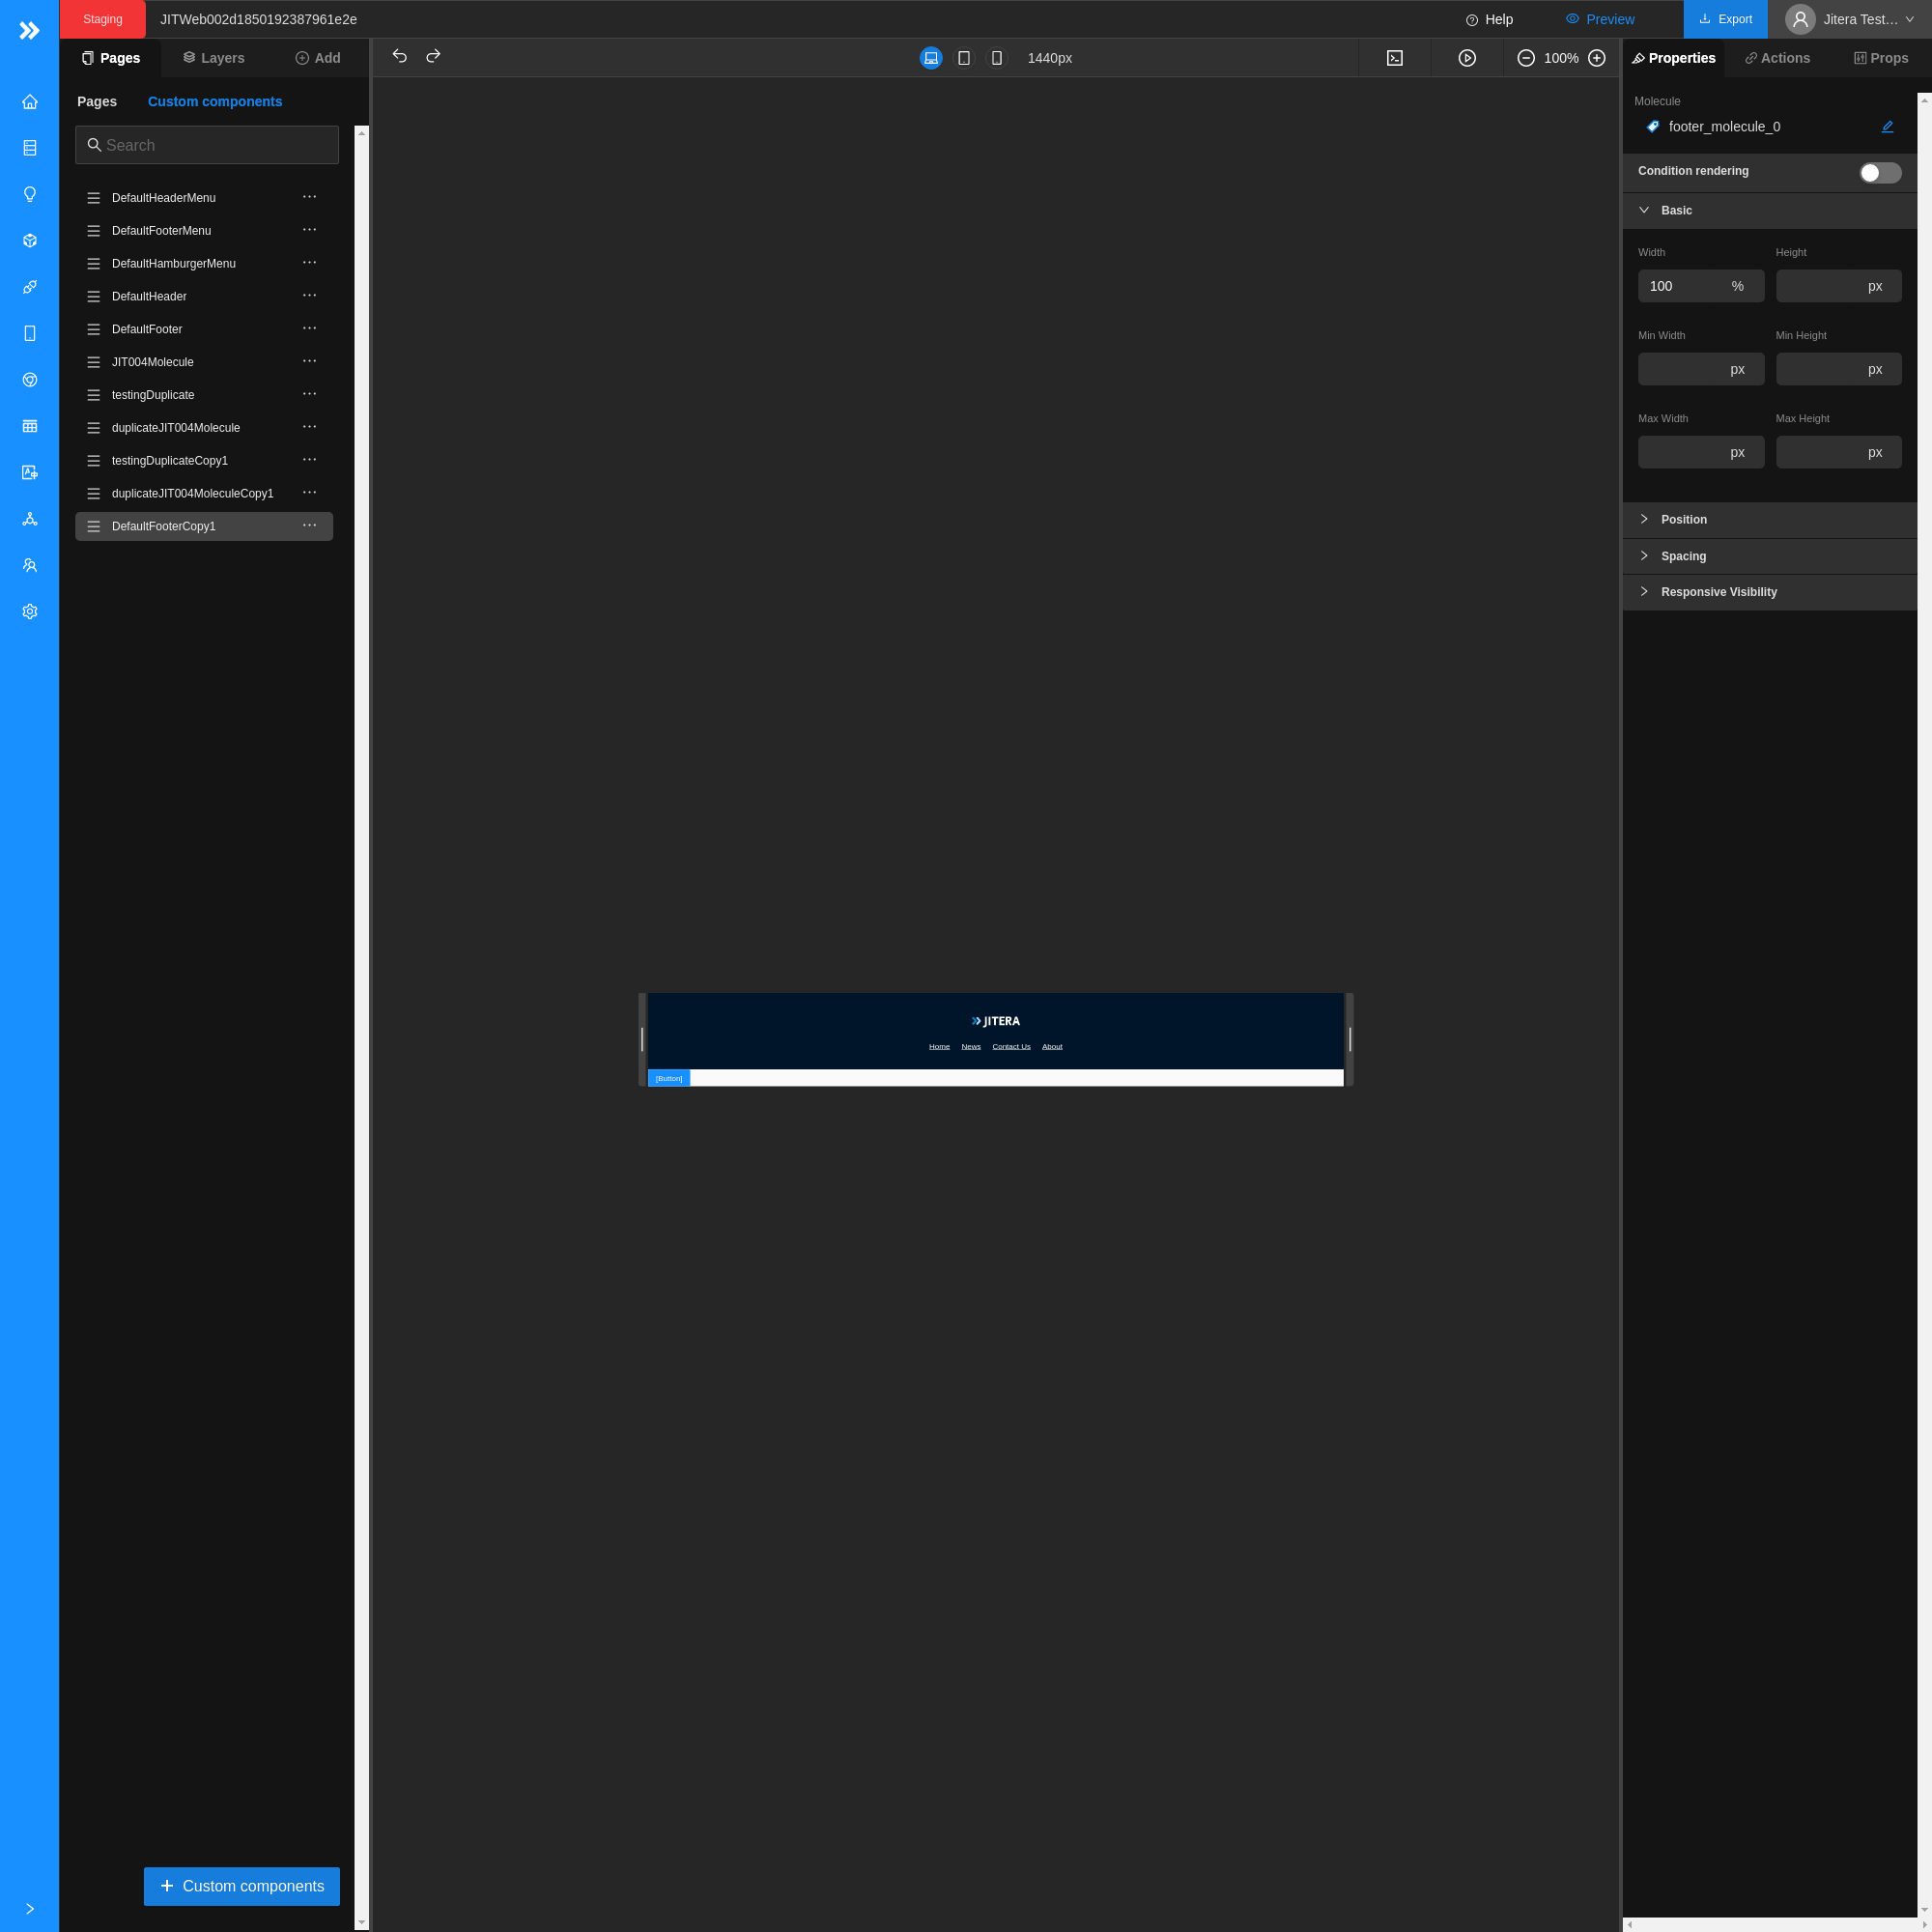 Staging
JITWeb002d1850192387961e2e
Help
Preview
Export
Jitera Test...
Pages
Layers
Add
1440px
100%
Properties
Actions
Props
Pages
Custom components
Search
DefaultHeaderMenu
DefaultFooterMenu
DefaultHamburgerMenu
DefaultHeader
DefaultFooter
JIT004Molecule
testingDuplicate
duplicateJIT004Molecule
testingDuplicateCopy1
duplicateJIT004MoleculeCopy1
DefaultFooterCopy1
Custom components
JITERA
Home News Contact Us About
[Button]
Molecule
footer_molecule_0
Condition rendering
Basic
Width Height
100 % px
Min Width Min Height
px px
Max Width Max Height
px px
Position
Spacing
Responsive Visibility